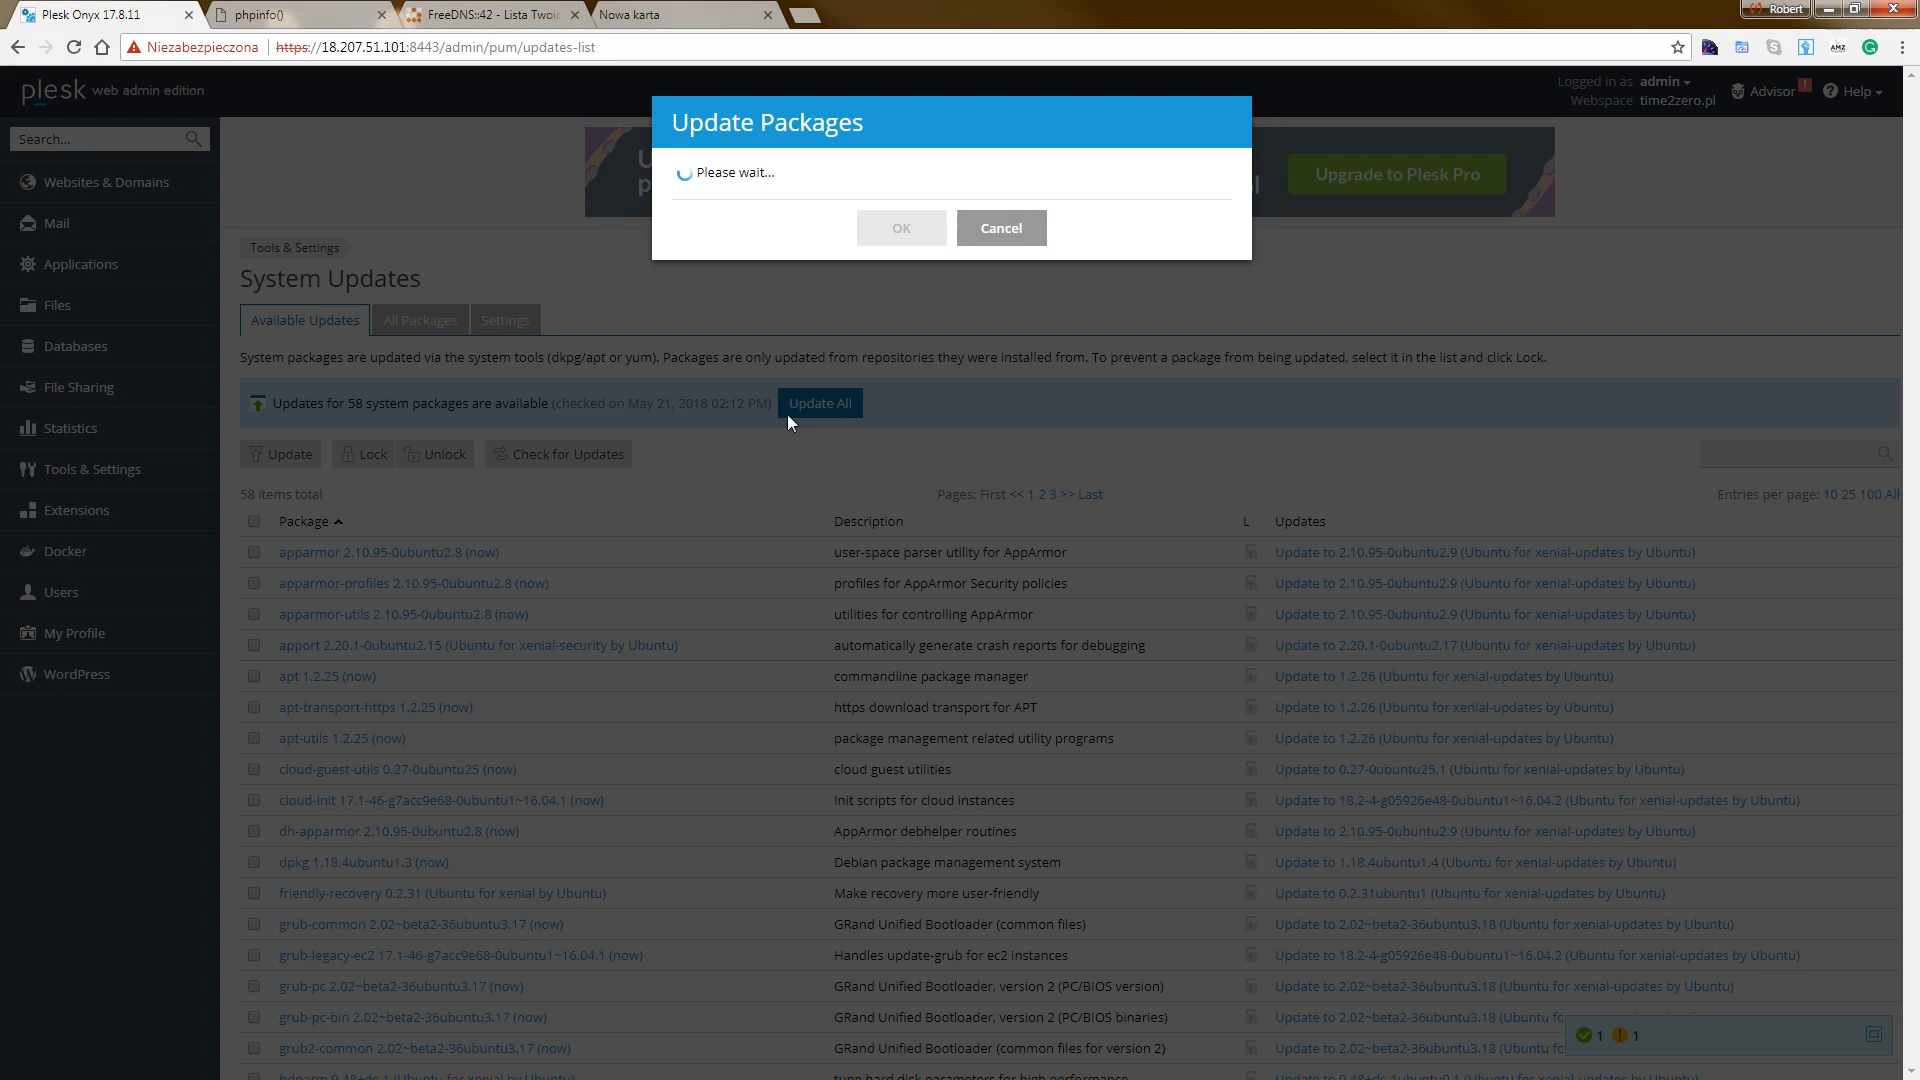 Plesk Onyx 17.8.11
phpinfo()
FreeDNS::42 - Lista Twoic
Nowa karta
Robert
Niezabezpieczona
https://18.207.51.101:8443/admin/pum/updates-list
AMZ
plesk web admin edition
Logged in as admin
Webspace time2zero.pl
Advisor
!
Help
Search...
Websites & Domains
Mail
Applications
Files
Databases
File Sharing
Statistics
Tools & Settings
Extensions
Docker
Users
My Profile
WordPress
Update Packages
Please wait...
OK
Cancel
Upgrade to Plesk Pro
Tools & Settings
System Updates
Available Updates
All Packages
Settings
System packages are updated via the system tools (dkpg/apt or yum). Packages are only updated from repositories they were installed from. To prevent a package from being updated, select it in the list and click Lock.
Updates for 58 system packages are available (checked on May 21, 2018 02:12 PM)
Update All
Update
Lock
Unlock
Check for Updates
58 items total
Pages: First << 1 2 3 >> Last
Entries per page: 10 25 100 All
Package Description L Updates
apparmor 2.10.95-0ubuntu2.8 (now) user-space parser utility for AppArmor Update to 2.10.95-0ubuntu2.9 (Ubuntu for xenial-updates by Ubuntu)
apparmor-profiles 2.10.95-0ubuntu2.8 (now) profiles for AppArmor Security policies Update to 2.10.95-0ubuntu2.9 (Ubuntu for xenial-updates by Ubuntu)
apparmor-utils 2.10.95-0ubuntu2.8 (now) utilities for controlling AppArmor Update to 2.10.95-0ubuntu2.9 (Ubuntu for xenial-updates by Ubuntu)
apport 2.20.1-0ubuntu2.15 (Ubuntu for xenial-security by Ubuntu) automatically generate crash reports for debugging Update to 2.20.1-0ubuntu2.17 (Ubuntu for xenial-updates by Ubuntu)
apt 1.2.25 (now) commandline package manager Update to 1.2.26 (Ubuntu for xenial-updates by Ubuntu)
apt-transport-https 1.2.25 (now) https download transport for APT Update to 1.2.26 (Ubuntu for xenial-updates by Ubuntu)
apt-utils 1.2.25 (now) package management related utility programs Update to 1.2.26 (Ubuntu for xenial-updates by Ubuntu)
cloud-guest-utils 0.27-0ubuntu25 (now) cloud guest utilities Update to 0.27-0ubuntu25.1 (Ubuntu for xenial-updates by Ubuntu)
cloud-init 17.1-46-g7acc9e68-0ubuntu1~16.04.1 (now) Init scripts for cloud instances Update to 18.2-4-g05926e48-0ubuntu1~16.04.2 (Ubuntu for xenial-updates by Ubuntu)
dh-apparmor 2.10.95-0ubuntu2.8 (now) AppArmor debhelper routines Update to 2.10.95-0ubuntu2.9 (Ubuntu for xenial-updates by Ubuntu)
dpkg 1.18.4ubuntu1.3 (now) Debian package management system Update to 1.18.4ubuntu1.4 (Ubuntu for xenial-updates by Ubuntu)
friendly-recovery 0.2.31 (Ubuntu for xenial by Ubuntu) Make recovery more user-friendly Update to 0.2.31ubuntu1 (Ubuntu for xenial-updates by Ubuntu)
grub-common 2.02~beta2-36ubuntu3.17 (now) GRand Unified Bootloader (common files) Update to 2.02~beta2-36ubuntu3.18 (Ubuntu for xenial-updates by Ubuntu)
grub-legacy-ec2 17.1-46-g7acc9e68-0ubuntu1~16.04.1 (now) Handles update-grub for ec2 instances Update to 18.2-4-g05926e48-0ubuntu1~16.04.2 (Ubuntu for xenial-updates by Ubuntu)
grub-pc 2.02~beta2-36ubuntu3.17 (now) GRand Unified Bootloader, version 2 (PC/BIOS version) Update to 2.02~beta2-36ubuntu3.18 (Ubuntu for xenial-updates by Ubuntu)
grub-pc-bin 2.02~beta2-36ubuntu3.17 (now) GRand Unified Bootloader, version 2 (PC/BIOS binaries) Update to 2.02~beta2-36ubuntu3.18 (Ubuntu fo
grub2-common 2.02~beta2-36ubuntu3.17 (now) GRand Unified Bootloader (common files for version 2) Update to 2.02~beta2-36ubuntu3.18 (Ubuntu fo
1 1